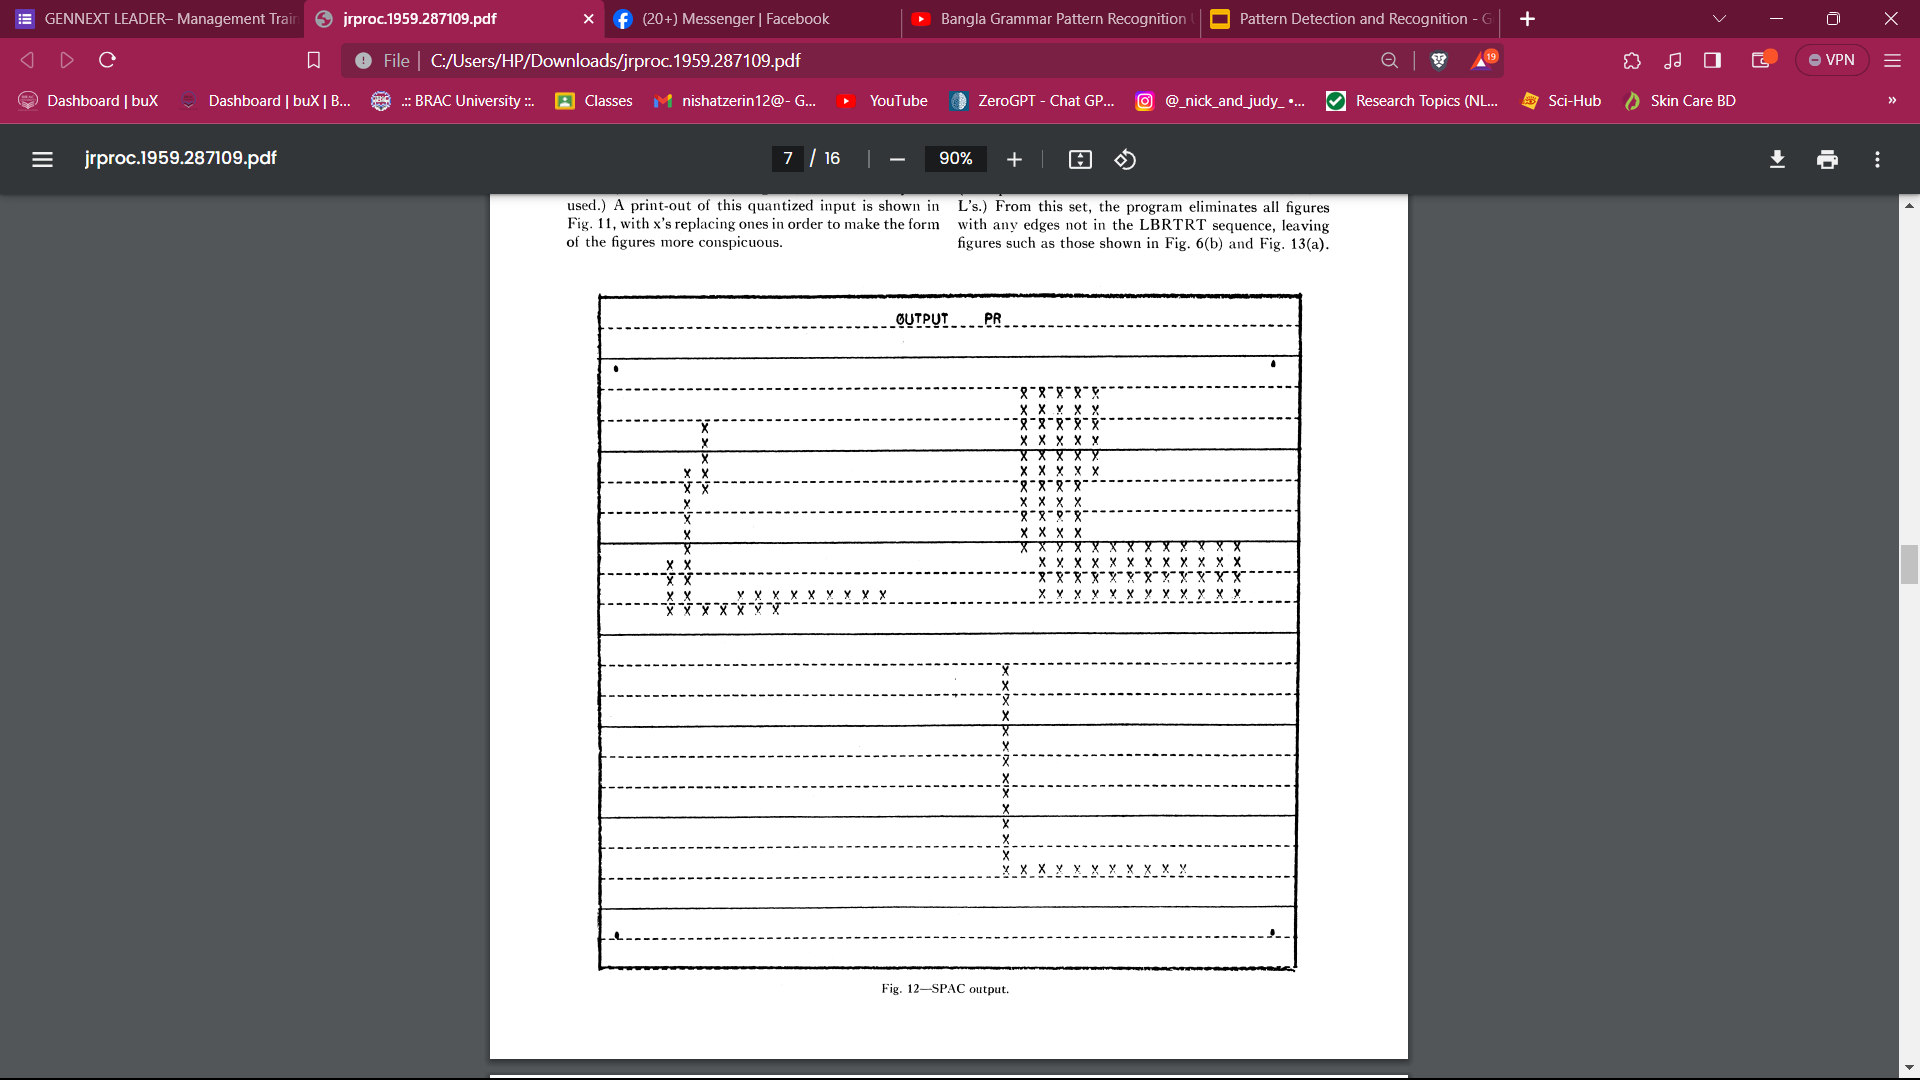 GENNEXT LEADER– Management Train
jrproc.1959.287109.pdf
(20+) Messenger | Facebook
Bangla Grammar Pattern Recognition
Pattern Detection and Recognition - G
File C:/Users/HP/Downloads/jrproc.1959.287109.pdf
19
VPN
Dashboard | buX
Dashboard | buX | B...
.:: BRAC University ::.
Classes
nishatzerin12@- G...
YouTube
ZeroGPT - Chat GP...
@_nick_and_judy_ •...
Research Topics (NL...
Sci-Hub
Skin Care BD
»
jrproc.1959.287109.pdf
7 / 16
90%
used.) A print-out of this quantized input is shown in
Fig. 11, with x's replacing ones in order to make the form
of the figures more conspicuous.
L's.) From this set, the program eliminates all figures
with any edges not in the LBRTRT sequence, leaving
figures such as those shown in Fig. 6(b) and Fig. 13(a).
OUTPUT PR
X X X X X
X X X X X
X X X X X X
X X X X X X
X X X X X X
X X X X X X X
X X X X X X
X X X X X
X X X X X
X X X X X
X X X X X X X X X X X X X X
X X X X X X X X X X X X X X
X X X X X X X X X X X X X X
X X X X X X X X X X X X X X X X X X X X X X X
X X X X X X X
X
X
X
X
X
X
X
X
X
X
X
X
X
X X X X X X X X X X X
Fig. 12—SPAC output.